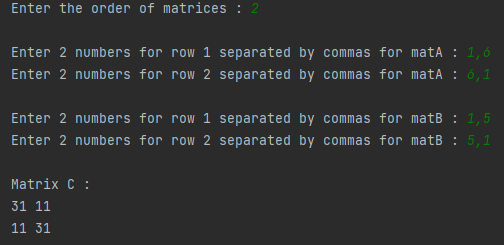 Enter the order of matrices : 2
Enter 2 numbers for row 1 separated by commas for matA : 1,6
Enter 2 numbers for row 2 separated by commas for matA : 6,1
Enter 2 numbers for row 1 separated by commas for matB : 1,5
Enter 2 numbers for row 2 separated by commas for matB : 5,1
Matrix C :
31 11
11 31